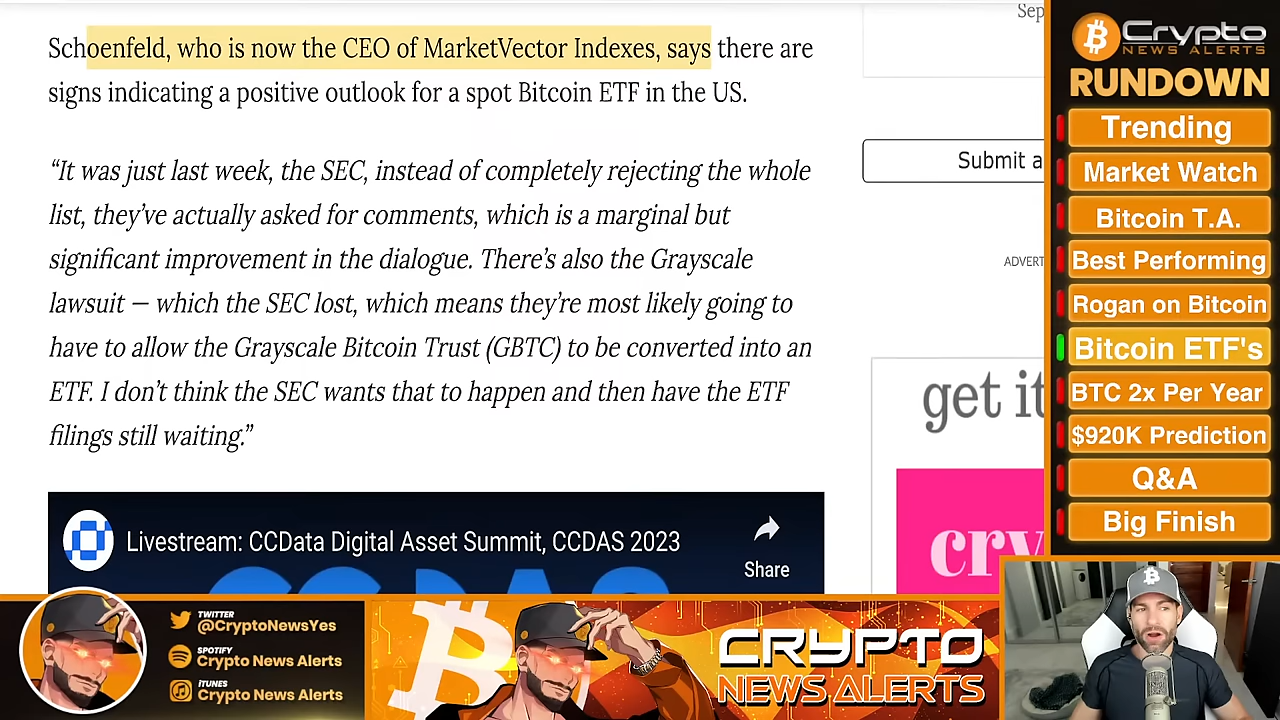 Schoenfeld, who is now the CEO of MarketVector Indexes, says there are
signs indicating a positive outlook for a spot Bitcoin ETF in the US.
“It was just last week, the SEC, instead of completely rejecting the whole
list, they’ve actually asked for comments, which is a marginal but
significant improvement in the dialogue. There’s also the Grayscale
lawsuit — which the SEC lost, which means they’re most likely going to
have to allow the Grayscale Bitcoin Trust (GBTC) to be converted into an
ETF. I don’t think the SEC wants that to happen and then have the ETF
filings still waiting.”
Livestream: CCData Digital Asset Summit, CCDAS 2023
Share
CCDAS
Sep
Submit a
ADVERT
get it
cry
Crypto
NEWS ALERTS
RUNDOWN
Trending
Market Watch
Bitcoin T.A.
Best Performing
Rogan on Bitcoin
Bitcoin ETF's
BTC 2x Per Year
$920K Prediction
Q&A
Big Finish
TWITTER
@CryptoNewsYes
SPOTIFY
Crypto News Alerts
iTUNES
Crypto News Alerts
CRYPTO
NEWS ALERTS